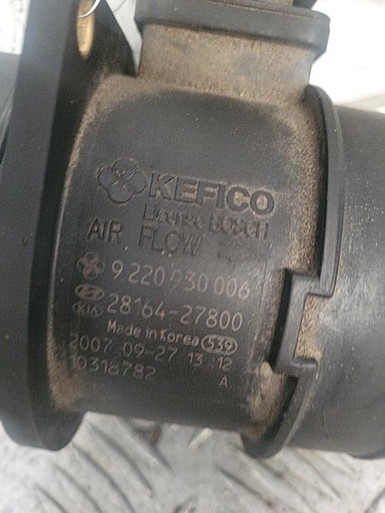 KEFICO
License BOSCH
AIR FLOW
9 220 930 006
KIA 28164-27800
Made in Korea 539
2007 09-27 13:12
10318782 A